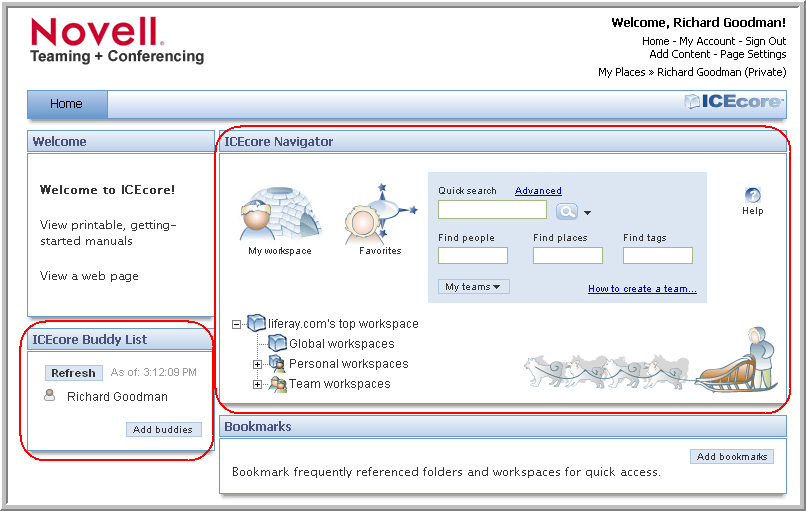 Novell.
Teaming + Conferencing
Welcome, Richard Goodman!
Home - My Account - Sign Out
Add Content - Page Settings
My Places » Richard Goodman (Private)
Home
ICEcore
Welcome
Welcome to ICEcore!
View printable, getting-
started manuals
View a web page
ICEcore Buddy List
Refresh As of: 3:12:09 PM
Richard Goodman
Add buddies
ICEcore Navigator
My workspace
Favorites
Quick search Advanced
Find people Find places Find tags
My teams
How to create a team...
Help
liferay.com's top workspace
Global workspaces
Personal workspaces
Team workspaces
Bookmarks
Add bookmarks
Bookmark frequently referenced folders and workspaces for quick access.